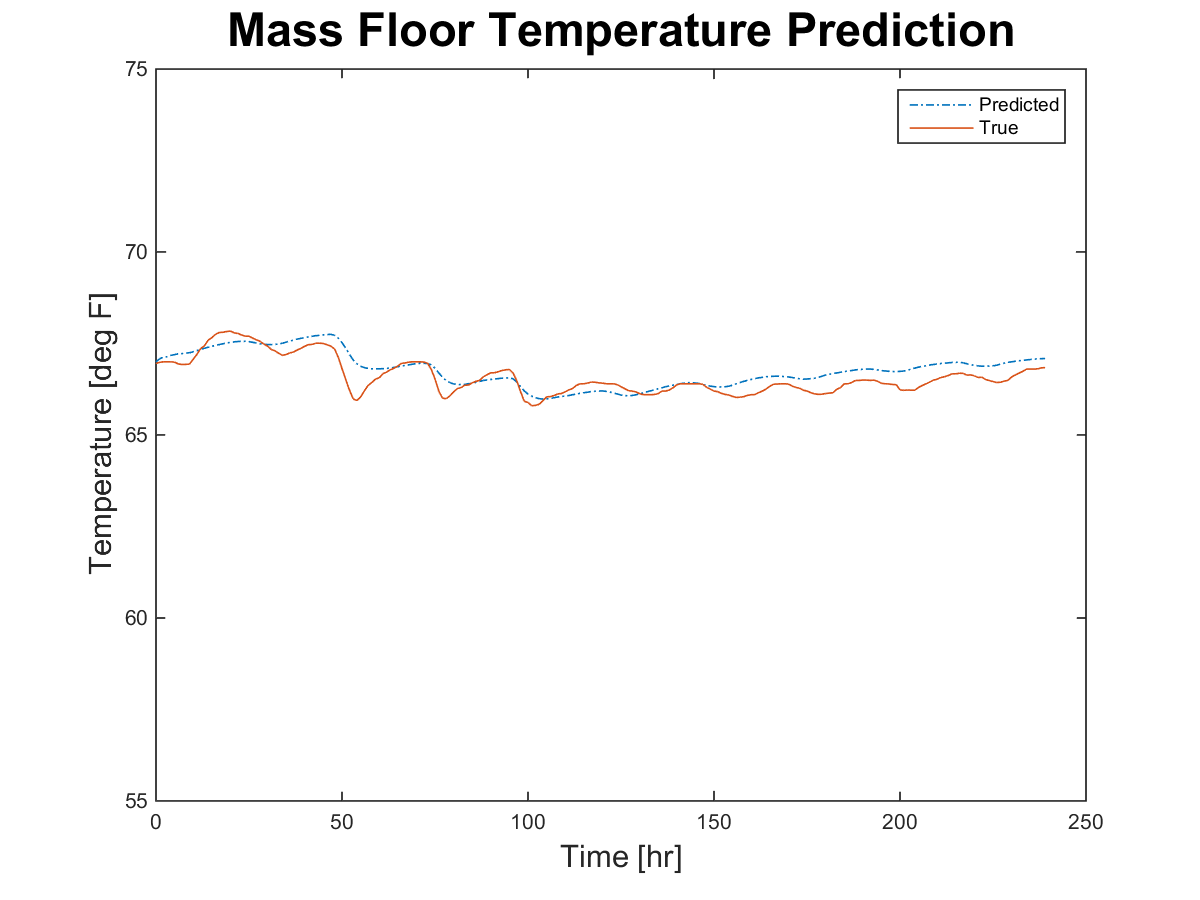 Mass Floor Temperature Prediction
75
70
65
60
55
Temperature [deg F]
Predicted
True
0 50 100 150 200 250
Time [hr]